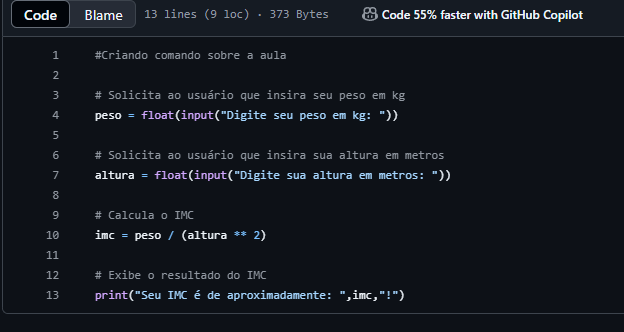 Code Blame 13 lines (9 loc) · 373 Bytes Code 55% faster with GitHub Copilot
1 #Criando comando sobre a aula
2
3 # Solicita ao usuário que insira seu peso em kg
4 peso = float(input("Digite seu peso em kg: "))
5
6 # Solicita ao usuário que insira sua altura em metros
7 altura = float(input("Digite sua altura em metros: "))
8
9 # Calcula o IMC
10 imc = peso / (altura ** 2)
11
12 # Exibe o resultado do IMC
13 print("Seu IMC é de aproximadamente: ",imc,"!")